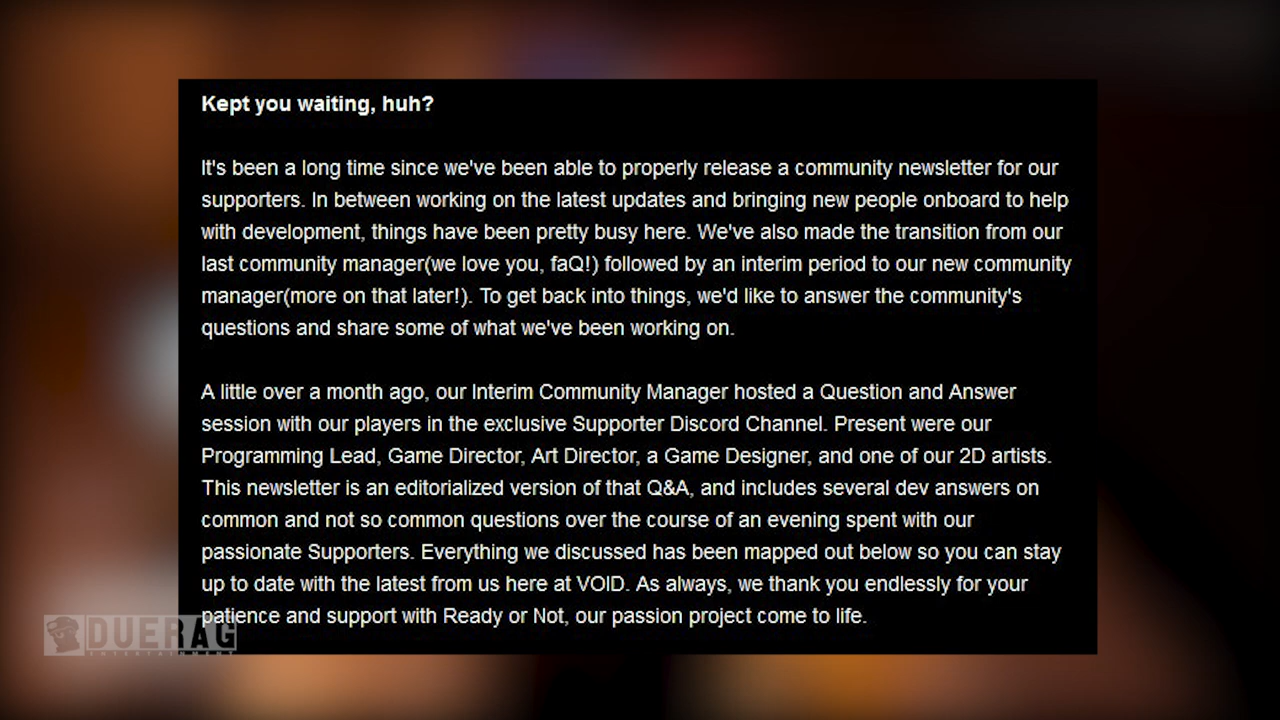 Kept you waiting, huh?
It's been a long time since we've been able to properly release a community newsletter for our
supporters. In between working on the latest updates and bringing new people onboard to help
with development, things have been pretty busy here. We've also made the transition from our
last community manager(we love you, faQ!) followed by an interim period to our new community
manager(more on that later!). To get back into things, we'd like to answer the community's
questions and share some of what we've been working on.
A little over a month ago, our Interim Community Manager hosted a Question and Answer
session with our players in the exclusive Supporter Discord Channel. Present were our
Programming Lead, Game Director, Art Director, a Game Designer, and one of our 2D artists.
This newsletter is an editorialized version of that Q&A, and includes several dev answers on
common and not so common questions over the course of an evening spent with our
passionate Supporters. Everything we discussed has been mapped out below so you can stay
up to date with the latest from us here at VOID. As always, we thank you endlessly for your
patience and support with Ready or Not, our passion project come to life.
DUERAG
ENTERTAINMENT